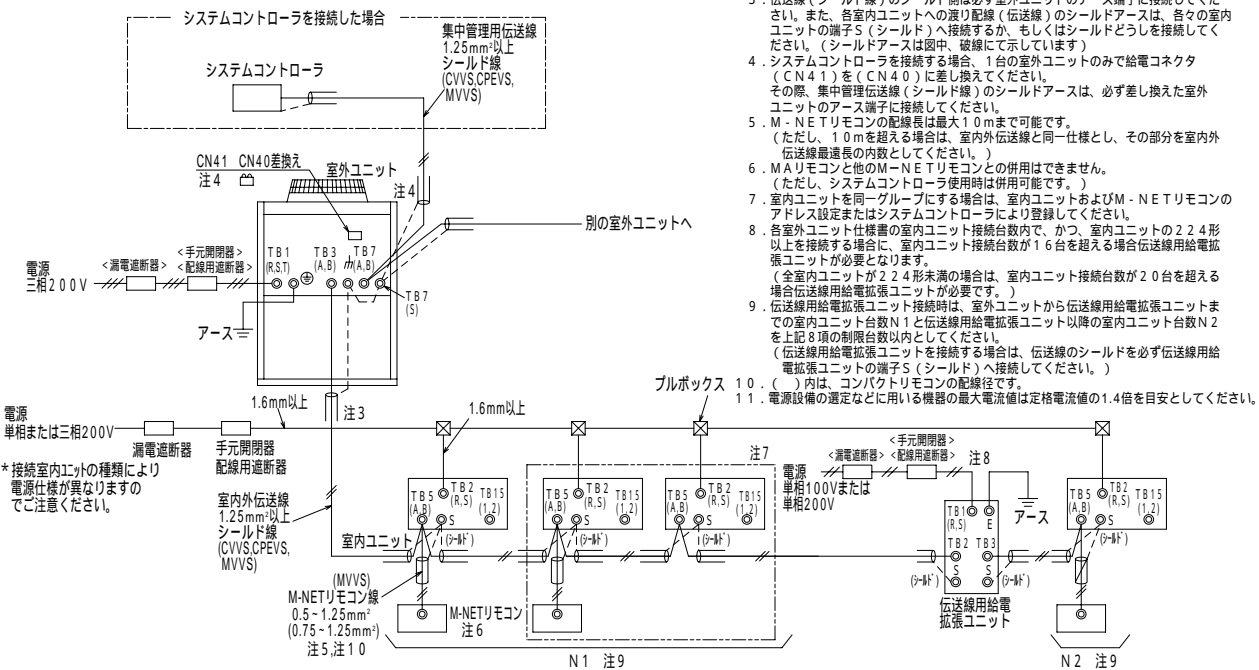 システムコントローラを接続した場合
集中管理用伝送線
1.25mm²以上
シールド線
(CVVS,CPEVS,
MVVS)
システムコントローラ
CN41 CN40差換え
注4
室外ユニット
注4
別の室外ユニットへ
電源
三相200V
<漏電遮断器>
<手元開閉器>
<配線用遮断器>
TB1
(R,S,T)
TB3
(A,B)
TB7
(A,B)
TB7
(S)
アース
注3
さい。また、各室内ユニットへの渡り配線(伝送線)のシールドアースは、各々の室内
ユニットの端子S(シールド)へ接続するか、もしくはシールドどうしを接続してく
ださい。(シールドアースは図中、破線にて示しています)
4.システムコントローラを接続する場合、1台の室外ユニットのみで給電コネクタ
(CN41)を(CN40)に差し換えてください。
その際、集中管理伝送線(シールド線)のシールドアースは、必ず差し換えた室外
ユニットのアース端子に接続してください。
5.M-NETリモコンの配線長は最大10mまで可能です。
(ただし、10mを超える場合は、室内外伝送線と同一仕様とし、その部分を室内外
伝送線最遠長の内数としてください。)
6.MAリモコンと他のM-NETリモコンとの併用はできません。
(ただし、システムコントローラ使用時は併用可能です。)
7.室内ユニットを同一グループにする場合は、室内ユニットおよびM-NETリモコンの
アドレス設定またはシステムコントローラにより登録してください。
8.各室外ユニット仕様書の室内ユニット接続台数内で、かつ、室内ユニットの224形
以上を接続する場合に、室内ユニット接続台数が16台を超える場合伝送線用給電拡
張ユニットが必要となります。
(全室内ユニットが224形未満の場合は、室内ユニット接続台数が20台を超える
場合伝送線用給電拡張ユニットが必要です。)
9.伝送線用給電拡張ユニット接続時は、室外ユニットから伝送線用給電拡張ユニットま
での室内ユニット台数N1と伝送線用給電拡張ユニット以降の室内ユニット台数N2
を上記8項の制限台数以内としてください。
(伝送線用給電拡張ユニットを接続する場合は、伝送線のシールドを必ず伝送線用給
電拡張ユニットの端子S(シールド)へ接続してください。)
10.( )内は、コンパクトリモコンの配線径です。
11.電源設備の選定などに用いる機器の最大電流値は定格電流値の1.4倍を目安としてください。
プルボックス
電源
単相または三相200V
漏電遮断器
手元開閉器
配線用遮断器
1.6mm以上
1.6mm以上
*接続室内ユニットの種類により
電源仕様が異なりますの
でご注意ください。
室内外伝送線
1.25mm²以上
シールド線
(CVVS,CPEVS,
MVVS)
室内ユニット
TB5
(A,B)
TB2
(R,S)
TB15
(1,2)
S
(シールド)
TB5
(A,B)
TB2
(R,S)
TB15
(1,2)
S
(シールド)
注7
TB5
(A,B)
TB2
(R,S)
TB15
(1,2)
S
(シールド)
電源
単相100Vまたは
単相200V
<漏電遮断器>
<手元開閉器>
<配線用遮断器>
注8
アース
TB1
(R,S)
E
TB2
TB3
S
S
(シールド)
(シールド)
伝送線用給電
拡張ユニット
TB5
(A,B)
TB2
(R,S)
TB15
(1,2)
S
(シールド)
(MVVS)
M-NETリモコン線
0.5~1.25mm²
(0.75~1.25mm²)
注5,注10
M-NETリモコン
注6
N1 注9
N2 注9